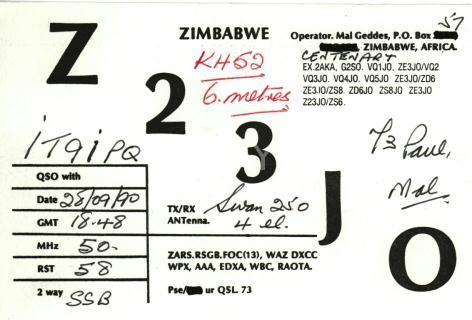 Z23JO
ZIMBABWE
KH52
6. metres
Operator. Mal Geddes, P.O. Box 57
CENTENARY, ZIMBABWE, AFRICA.
EX.2AKA, G2SO. VQ1JO. ZE3JO/VQ2
VQ3JO. VQ4JO. VQ5JO ZE3JO/ZD6
ZE3JO/ZS8. ZD6JO ZS8JO ZE3JO
Z23JO/ZS6.
IT9IPQ
QSO with
Date 28/09/90
GMT 18.48
MHz 50.
RST 58
2 way SSB
TX/RX Swan 250
ANTenna. 4 el.
73 Paul,
Mal
ZARS.RSGB.FOC(13), WAZ DXCC
WPX, AAA, EDXA, WBC, RAOTA.
Pse/ ur QSL. 73